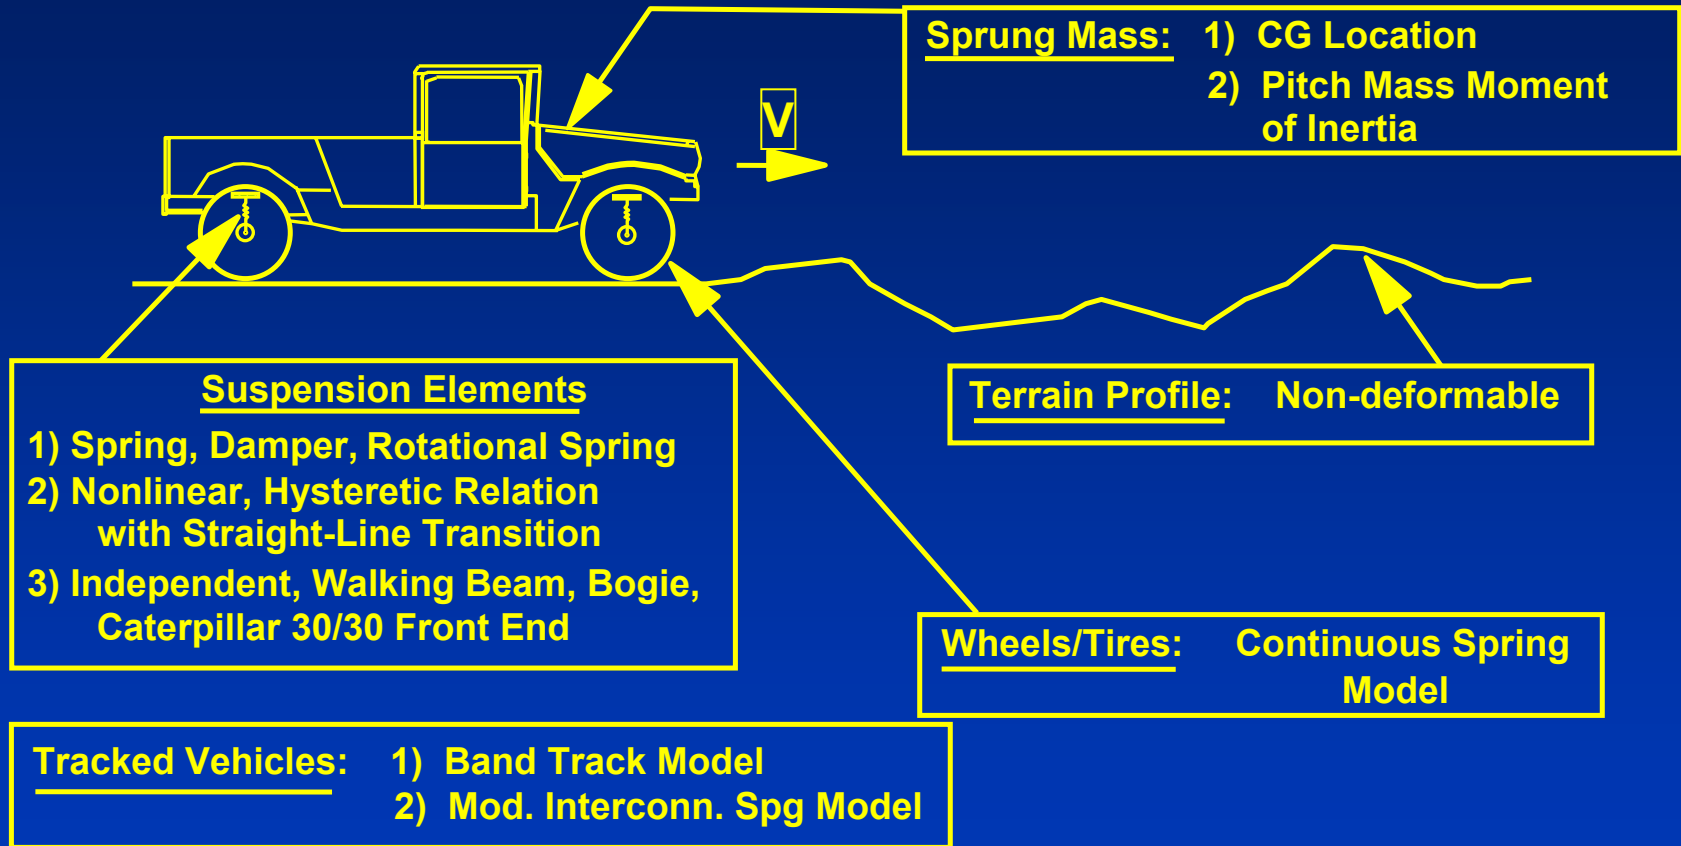 Sprung Mass: 1) CG Location
2) Pitch Mass Moment
of Inertia
V
Suspension Elements
1) Spring, Damper, Rotational Spring
2) Nonlinear, Hysteretic Relation
with Straight-Line Transition
3) Independent, Walking Beam, Bogie,
Caterpillar 30/30 Front End
Terrain Profile: Non-deformable
Wheels/Tires: Continuous Spring
Model
Tracked Vehicles: 1) Band Track Model
2) Mod. Interconn. Spg Model